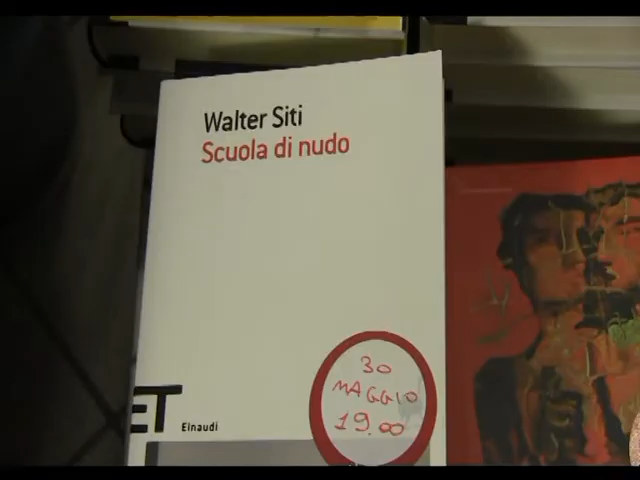 Walter Siti
Scuola di nudo
30
MAGGIO
19.00
ET
Einaudi